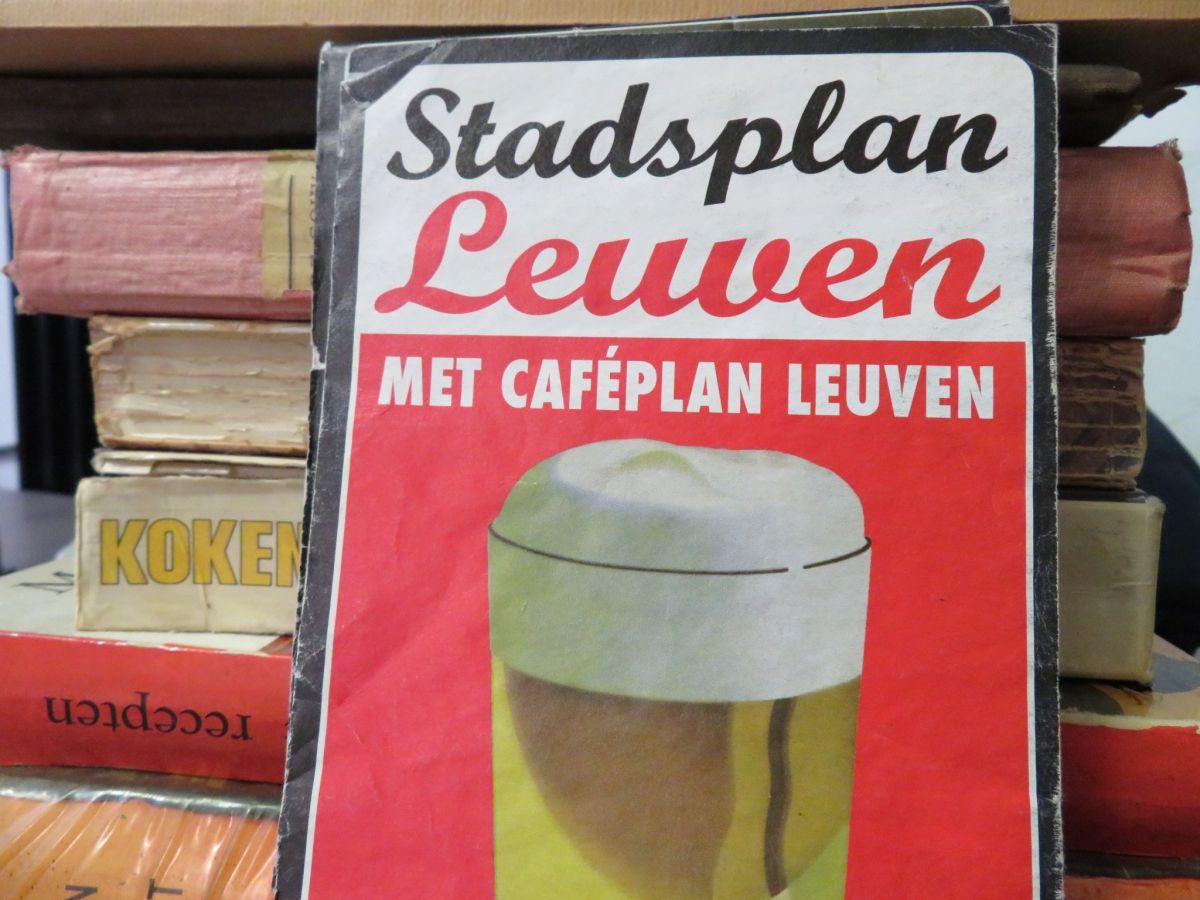 Stadsplan
Leuven
MET CAFÉPLAN LEUVEN
KOKEN
recepten